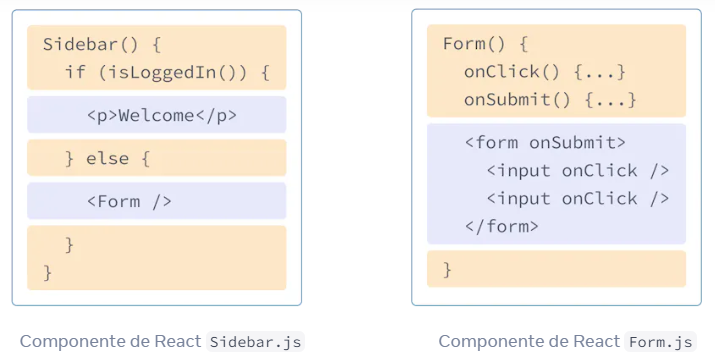 Sidebar() {
if (isLoggedIn()) {
<p>Welcome</p>
} else {
<Form />
}
}
Componente de React Sidebar.js
Form() {
onClick() {...}
onSubmit() {...}
<form onSubmit>
<input onClick />
<input onClick />
</form>
}
Componente de React Form.js